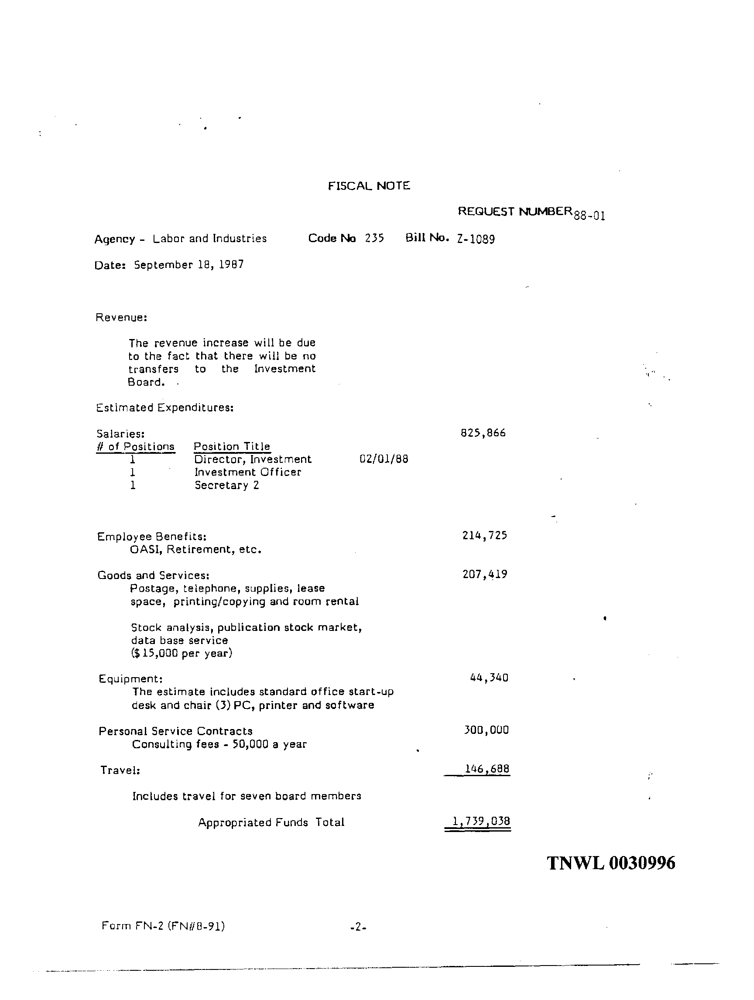 FISCAL NOTE
REQUEST NUMBER 88-01
Agency - Labor and Industries Code No 235 Bill No. Z-1089
Date: September 18, 1987
Revenue:
The revenue increase will be due
to the fact that there will be no
transfers to the Investment
Board.
Estimated Expenditures:
Salaries: 825,866
# of Positions Position Title
1 Director, Investment 02/01/88
1 Investment Officer
1 Secretary 2
Employee Benefits: 214,725
OASI, Retirement, etc.
Goods and Services: 207,419
Postage, telephone, supplies, lease
space, printing/copying and room rental
Stock analysis, publication stock market,
data base service
($15,000 per year)
Equipment: 44,340
The estimate includes standard office start-up
desk and chair (3) PC, printer and software
Personal Service Contracts 300,000
Consulting fees - 50,000 a year
Travel: 146,688
Includes travel for seven board members
Appropriated Funds Total 1,739,038
TNWL 0030996
Form FN-2 (FN#8-91) -2-